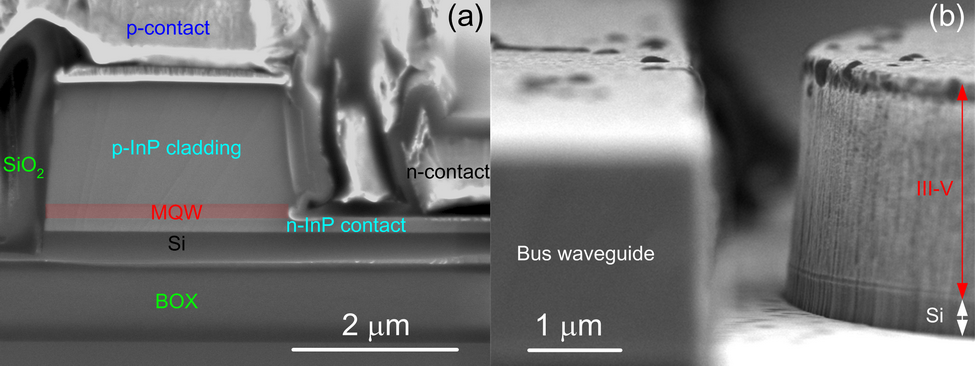 (a)
p-contact
p-InP cladding
SiO2
n-contact
MQW
n-InP contact
Si
BOX
2 μm
(b)
III-V
Bus waveguide
Si
1 μm